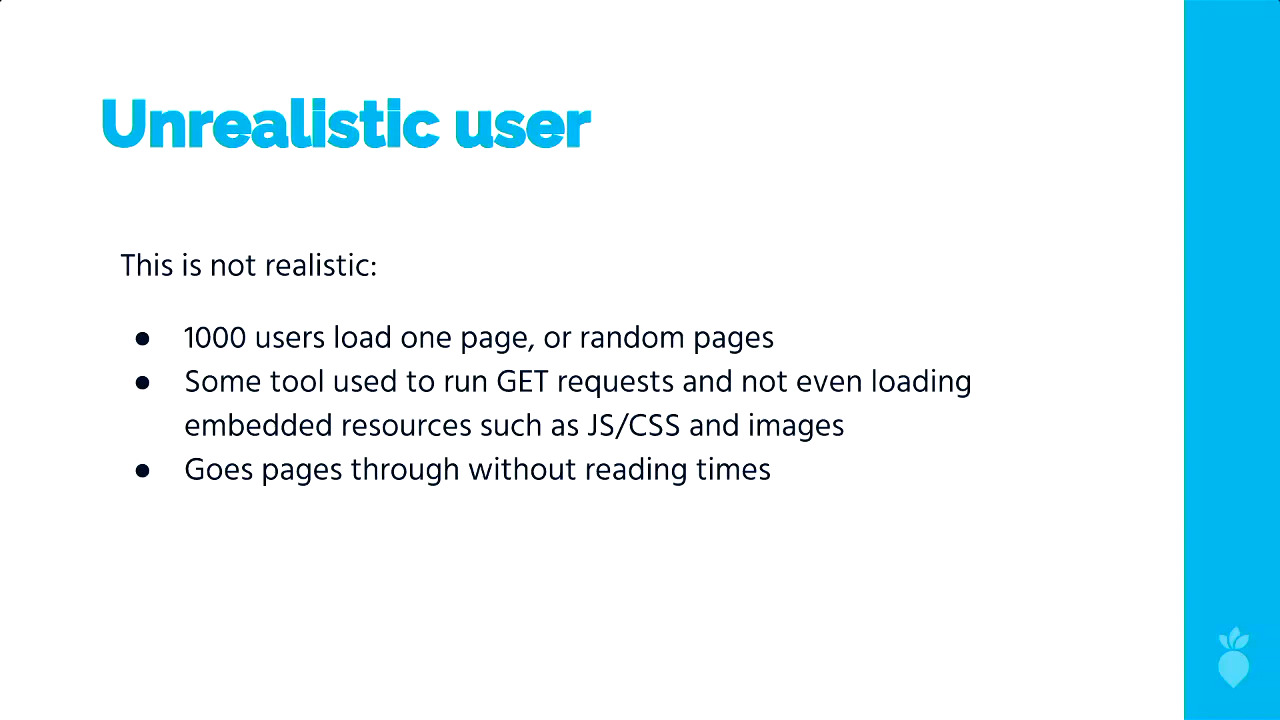 Unrealistic user
This is not realistic:
● 1000 users load one page, or random pages
● Some tool used to run GET requests and not even loading
embedded resources such as JS/CSS and images
● Goes pages through without reading times